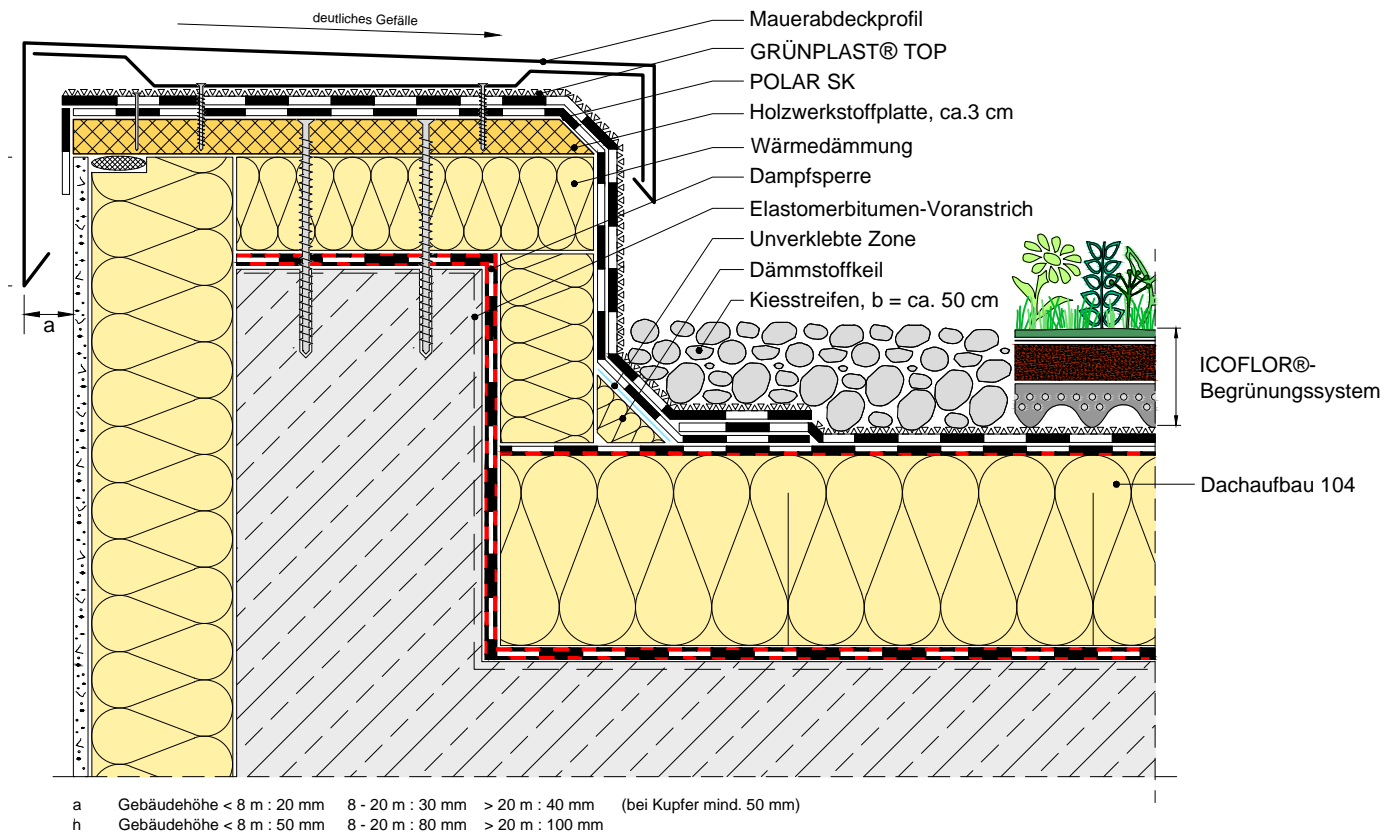 deutliches Gefälle
Mauerabdeckprofil
GRÜNPLAST® TOP
POLAR SK
Holzwerkstoffplatte, ca.3 cm
Wärmedämmung
Dampfsperre
Elastomerbitumen-Voranstrich
Unverklebte Zone
Dämmstoffkeil
Kiesstreifen, b = ca. 50 cm
a
ICOFLOR®-
Begrünungssystem
Dachaufbau 104
a Gebäudehöhe < 8 m : 20 mm 8 - 20 m : 30 mm > 20 m : 40 mm (bei Kupfer mind. 50 mm)
h Gebäudehöhe < 8 m : 50 mm 8 - 20 m : 80 mm > 20 m : 100 mm